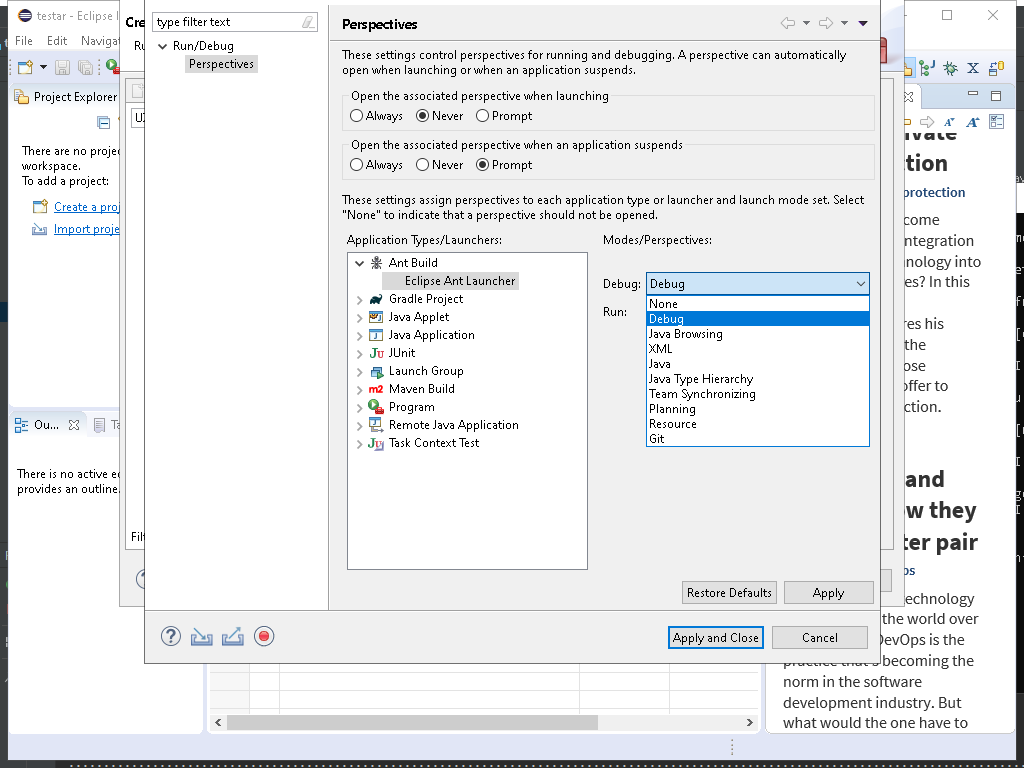 testar - Eclipse I
File Edit Navigat
Project Explorer
There are no proje
workspace.
To add a project:
Create a proj
Import proje
Ou...
There is no active e
provides an outline.
Cre
Ru
Filt
type filter text
Run/Debug
Perspectives
Perspectives
These settings control perspectives for running and debugging. A perspective can automatically
open when launching or when an application suspends.
Open the associated perspective when launching
Always Never Prompt
Open the associated perspective when an application suspends
Always Never Prompt
These settings assign perspectives to each application type or launcher and launch mode set. Select
"None" to indicate that a perspective should not be opened.
Application Types/Launchers:
Ant Build
Eclipse Ant Launcher
Gradle Project
Java Applet
Java Application
JUnit
Launch Group
Maven Build
Program
Remote Java Application
Task Context Test
Modes/Perspectives:
Debug: Debug
Run:
None
Debug
Java Browsing
XML
Java
Java Type Hierarchy
Team Synchronizing
Planning
Resource
Git
Restore Defaults
Apply
Apply and Close
Cancel
ivate
tion
protection
come
ntegration
nology into
es? In this
res his
the
ose
offer to
ction.
and
w they
ter pair
ps
echnology
the world over
DevOps is the
practice that's becoming the
norm in the software
development industry. But
what would the one have to